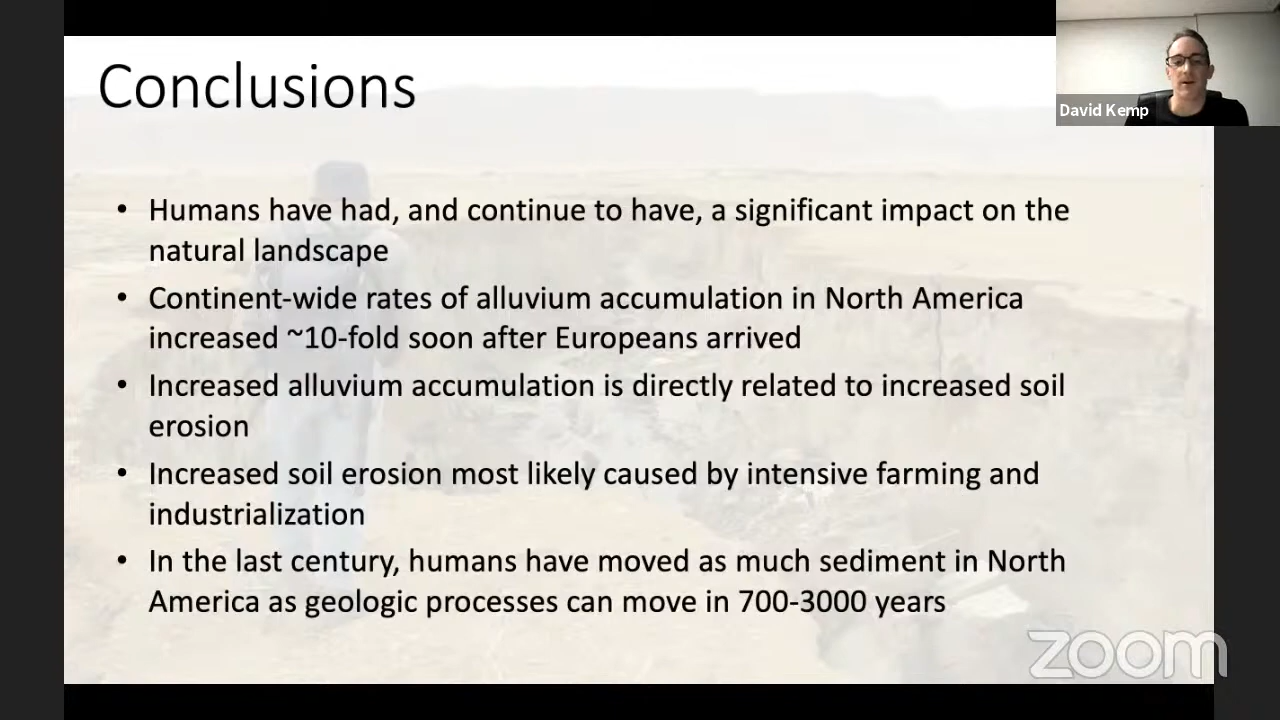 Conclusions
David Kemp
• Humans have had, and continue to have, a significant impact on the
natural landscape
• Continent-wide rates of alluvium accumulation in North America
increased ~10-fold soon after Europeans arrived
• Increased alluvium accumulation is directly related to increased soil
erosion
• Increased soil erosion most likely caused by intensive farming and
industrialization
• In the last century, humans have moved as much sediment in North
America as geologic processes can move in 700-3000 years
zoom